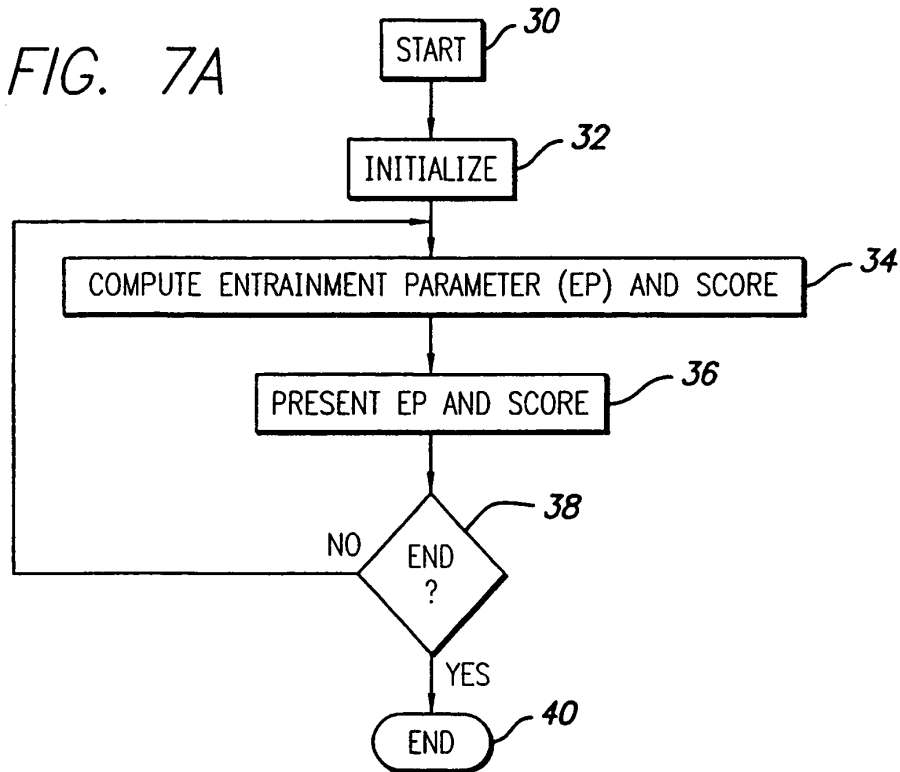 FIG. 7A
START
30
INITIALIZE
32
COMPUTE ENTRAINMENT PARAMETER (EP) AND SCORE
34
PRESENT EP AND SCORE
36
END
?
38
NO
YES
END
40